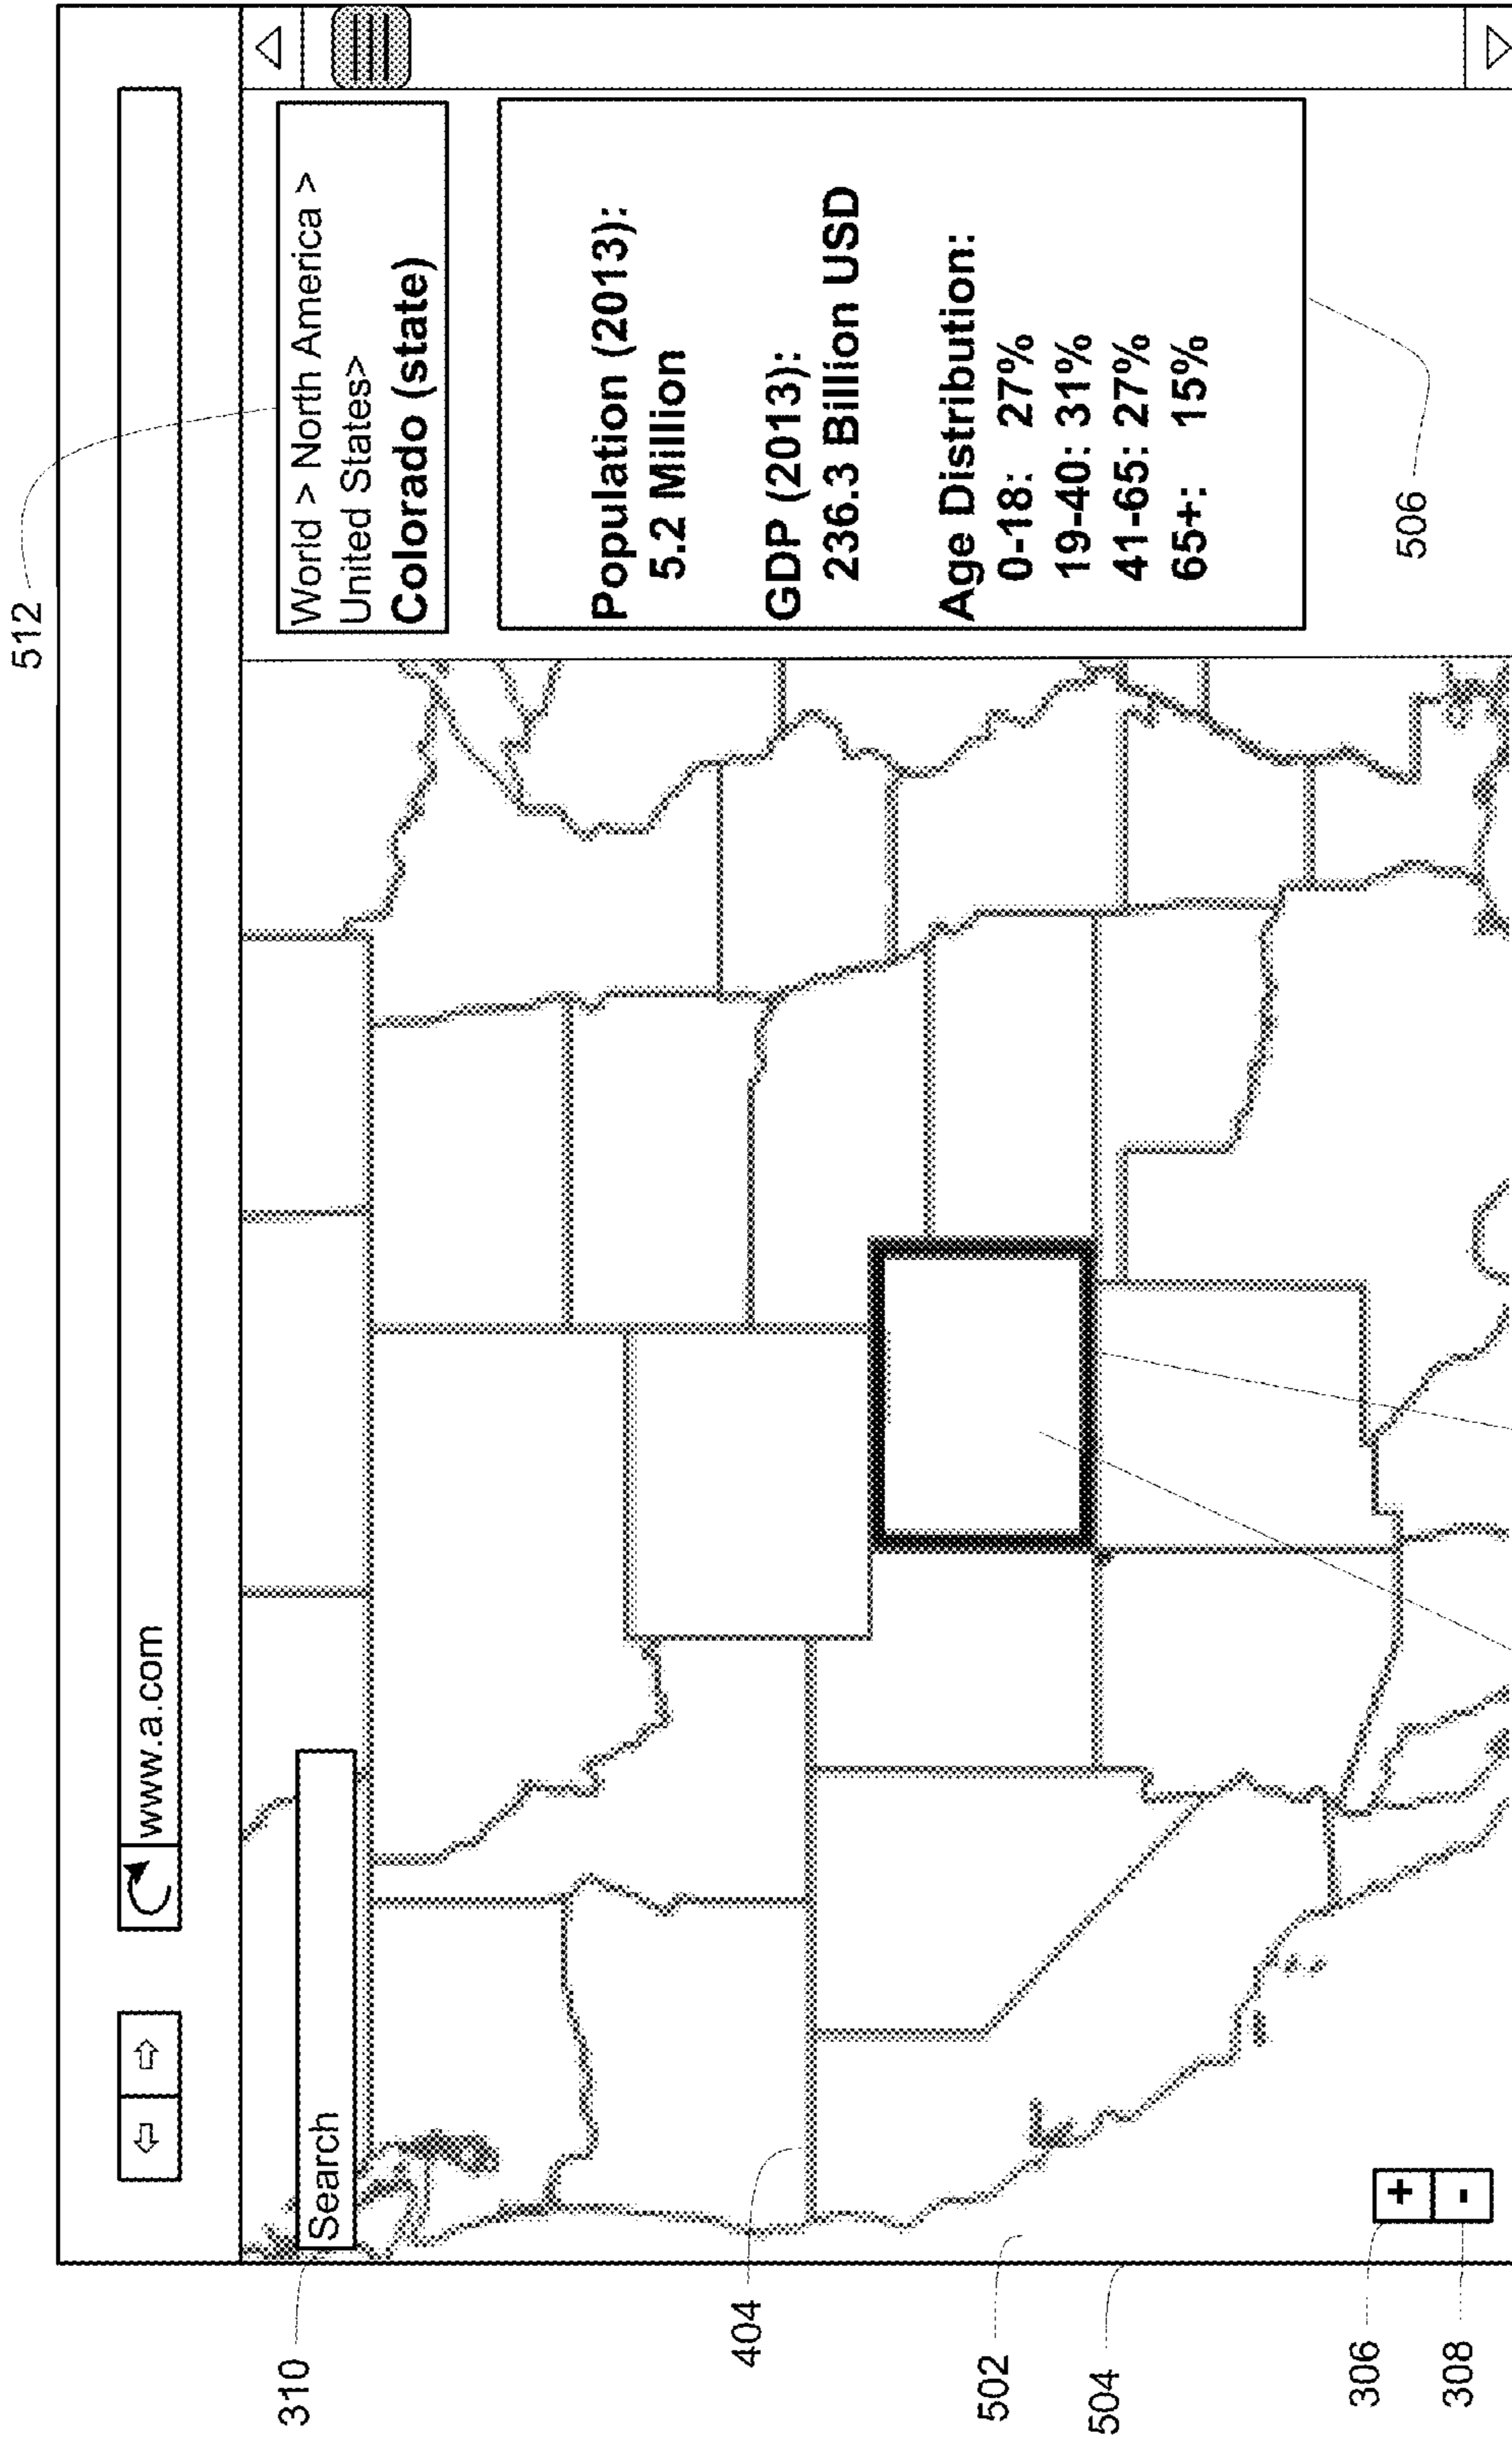 512
www.a.com
310
Search
World > North America >
United States>
Colorado (state)
404
Population (2013):
5.2 Million
GDP (2013):
236.3 Billion USD
Age Distribution:
0-18: 27%
19-40: 31%
41-65: 27%
65+: 15%
502
504
306
+
308
-
506